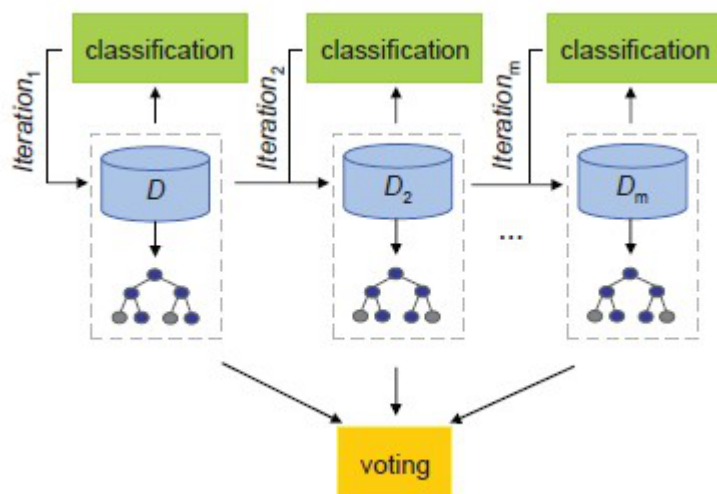 classification
classification
classification
Iteration₁
Iteration₂
Iterationₘ
D
D₂
Dₘ
...
voting